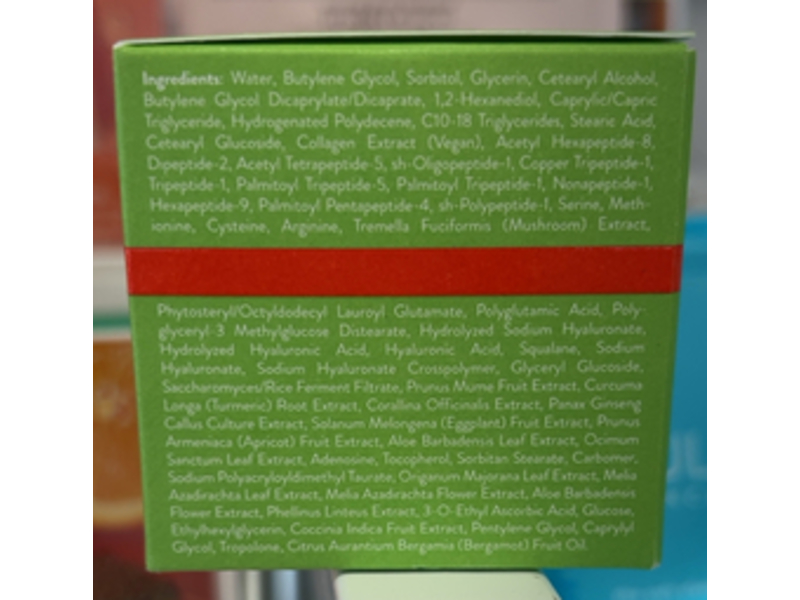 Ingredients: Water, Butylene Glycol, Sorbitol, Glycerin, Cetearyl Alcohol,
Butylene Glycol Dicaprylate/Dicaprate, 1,2-Hexanediol, Caprylic/Capric
Triglyceride, Hydrogenated Polydecene, C10-18 Triglycerides, Stearic Acid,
Cetearyl Glucoside, Collagen Extract (Vegan), Acetyl Hexapeptide-8,
Dipeptide-2, Acetyl Tetrapeptide-5, sh-Oligopeptide-1, Copper Tripeptide-1,
Tripeptide-1, Palmitoyl Tripeptide-5, Palmitoyl Tripeptide-1, Nonapeptide-1,
Hexapeptide-9, Palmitoyl Pentapeptide-4, sh-Polypeptide-1, Serine, Meth-
ionine, Cysteine, Arginine, Tremella Fuciformis (Mushroom) Extract,
Phytosteryl/Octyldodecyl Lauroyl Glutamate, Polyglutamic Acid, Poly-
glyceryl-3 Methylglucose Distearate, Hydrolyzed Sodium Hyaluronate,
Hydrolyzed Hyaluronic Acid, Hyaluronic Acid, Squalane, Sodium
Hyaluronate, Sodium Hyaluronate Crosspolymer, Glyceryl Glucoside,
Saccharomyces/Rice Ferment Filtrate, Prunus Mume Fruit Extract, Curcuma
Longa (Turmeric) Root Extract, Corallina Officinalis Extract, Panax Ginseng
Callus Culture Extract, Solanum Melongena (Eggplant) Fruit Extract, Prunus
Armeniaca (Apricot) Fruit Extract, Aloe Barbadensis Leaf Extract, Ocimum
Sanctum Leaf Extract, Adenosine, Tocopherol, Sorbitan Stearate, Carbomer,
Sodium Polyacryloyldimethyl Taurate, Origanum Majorana Leaf Extract, Melia
Azadirachta Leaf Extract, Melia Azadirachta Flower Extract, Aloe Barbadensis
Flower Extract, Phellinus Linteus Extract, 3-O-Ethyl Ascorbic Acid, Glucose,
Ethylhexylglycerin, Coccinia Indica Fruit Extract, Pentylene Glycol, Caprylyl
Glycol, Tropolone, Citrus Aurantium Bergamia (Bergamot) Fruit Oil.